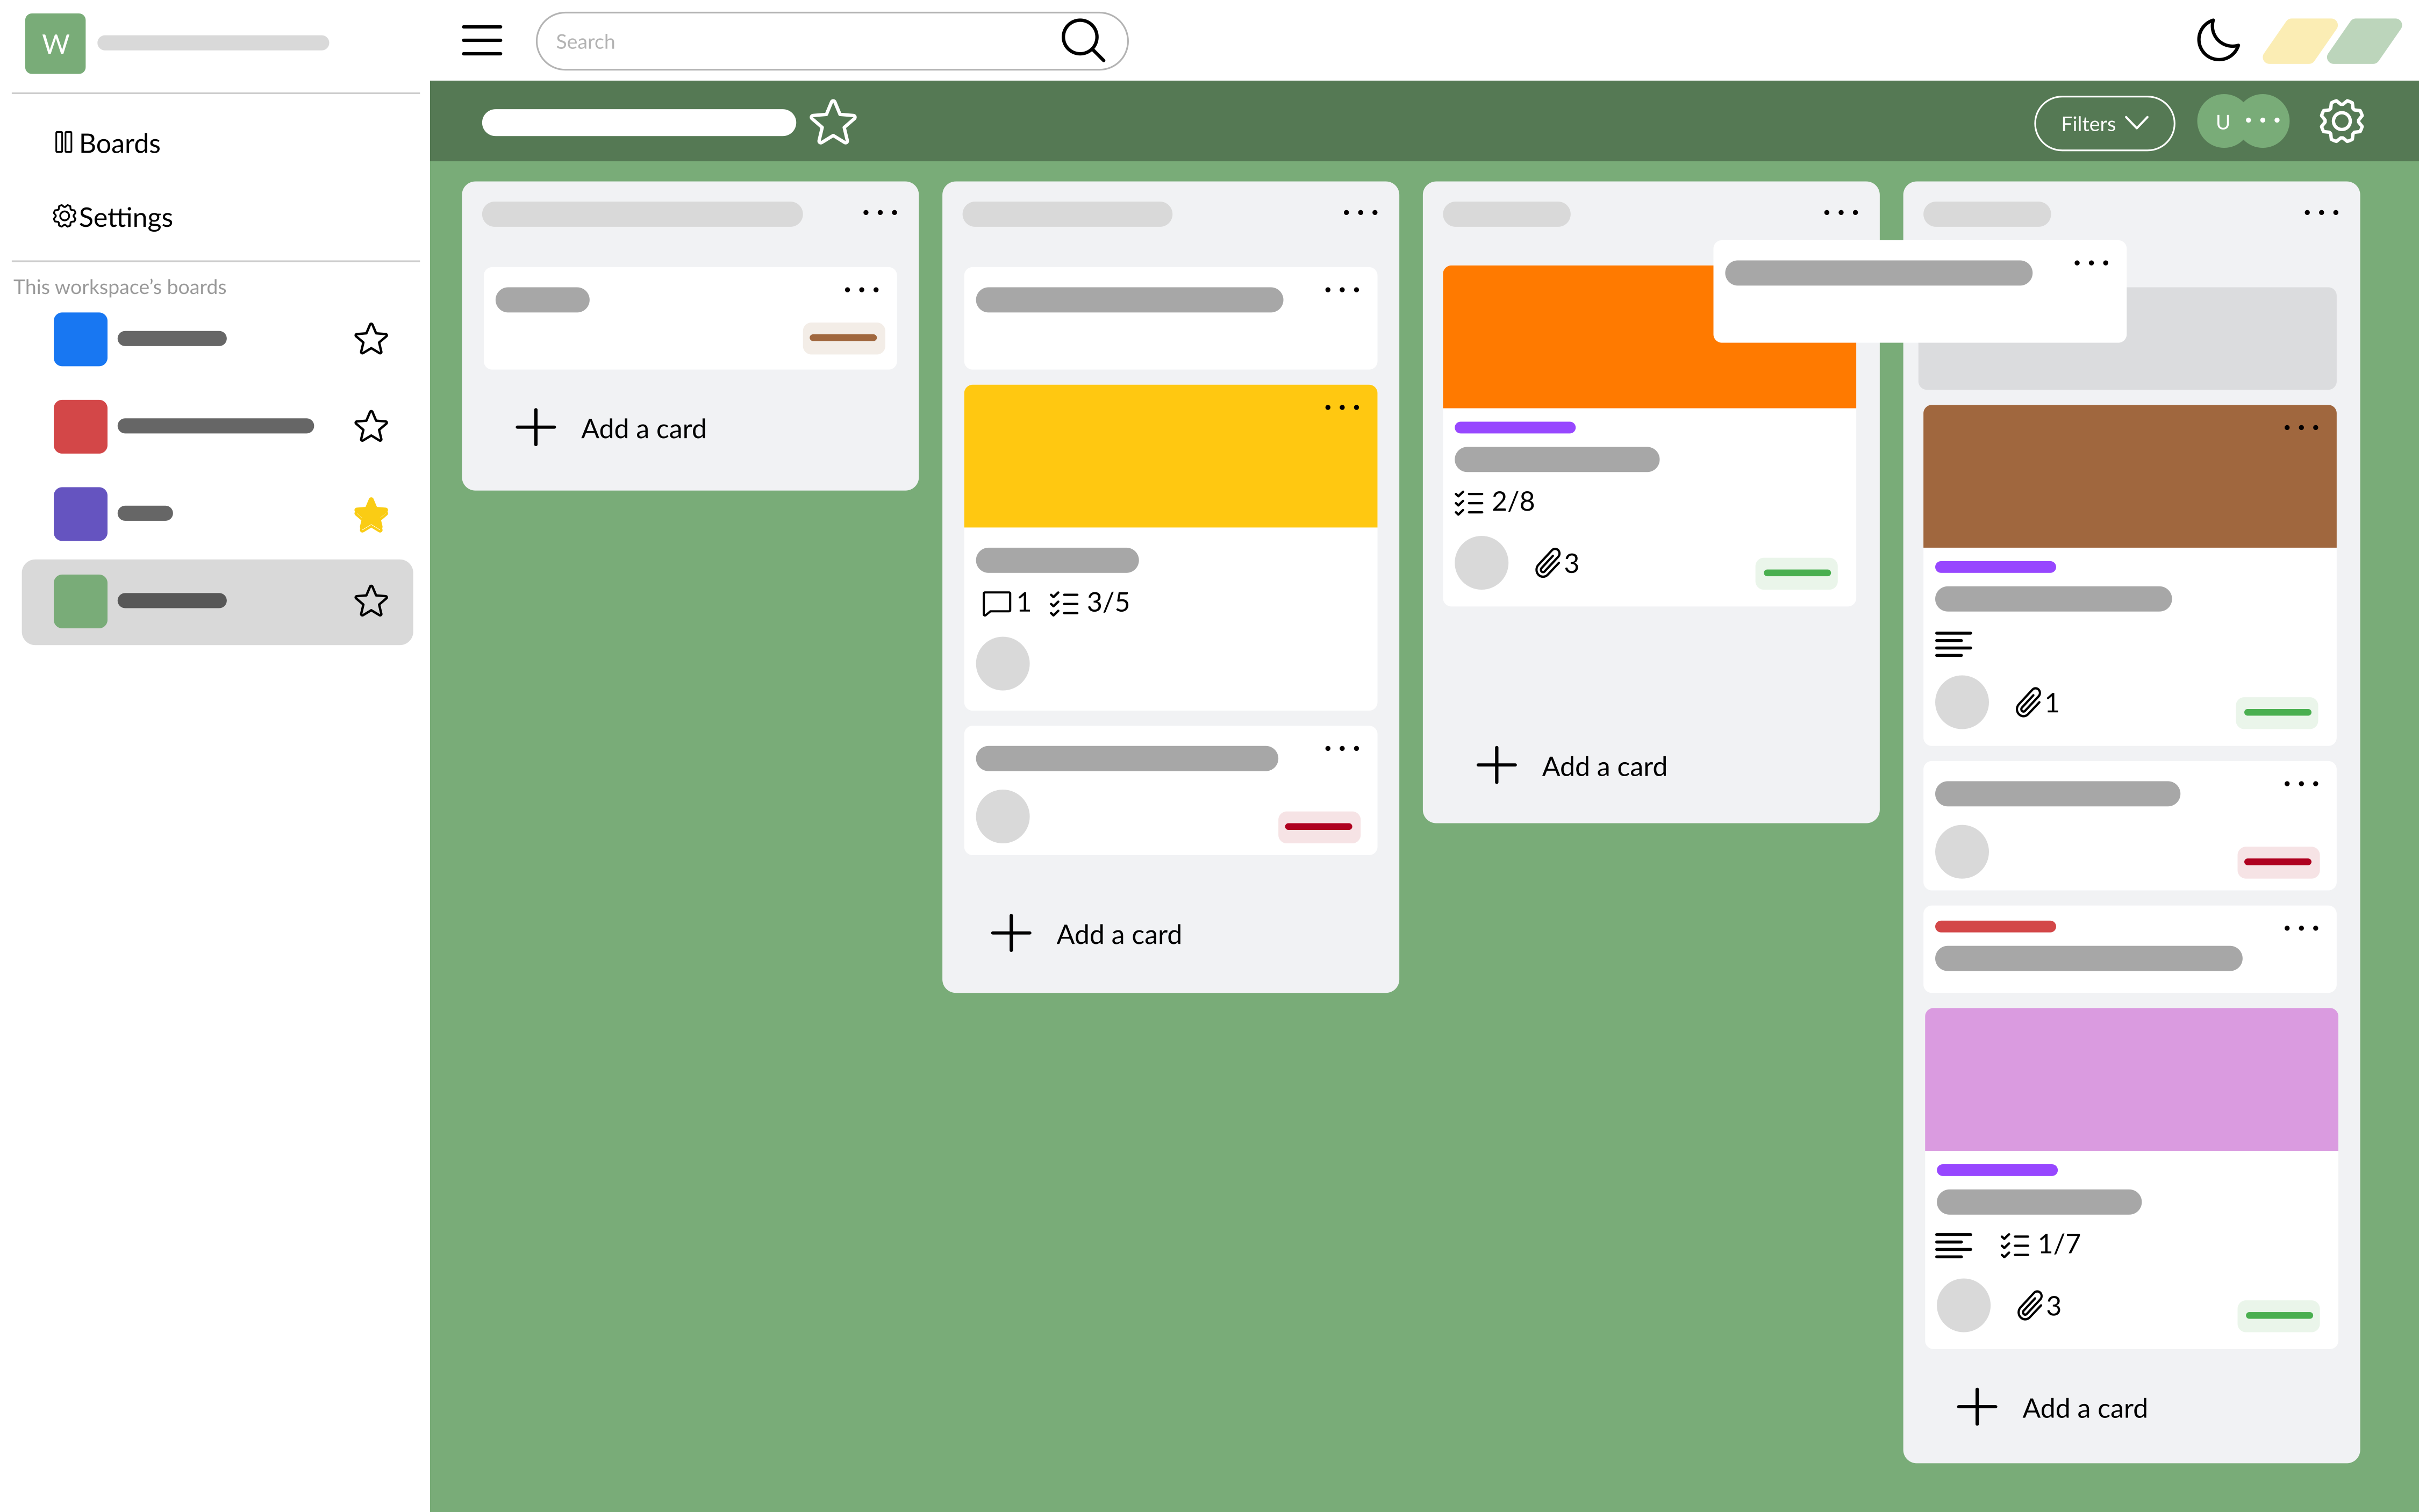 W
Search
Filters
U
Boards
Settings
This workspace's boards
Add a card
1
3/5
Add a card
2/8
3
Add a card
1
1/7
3
Add a card